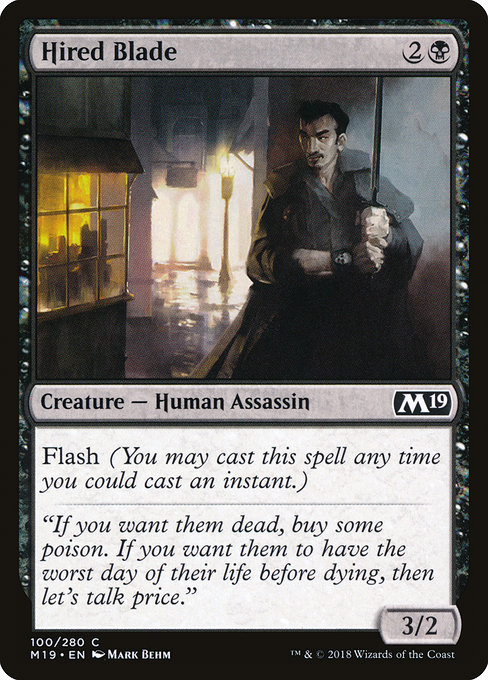 Hired Blade 2
Creature — Human Assassin M19
Flash (You may cast this spell any time
you could cast an instant.)
“If you want them dead, buy some
poison. If you want them to have the
worst day of their life before dying, then
let’s talk price.”
3/2
100/280 C
M19 • EN Mark Behm
™ & © 2018 Wizards of the Coast